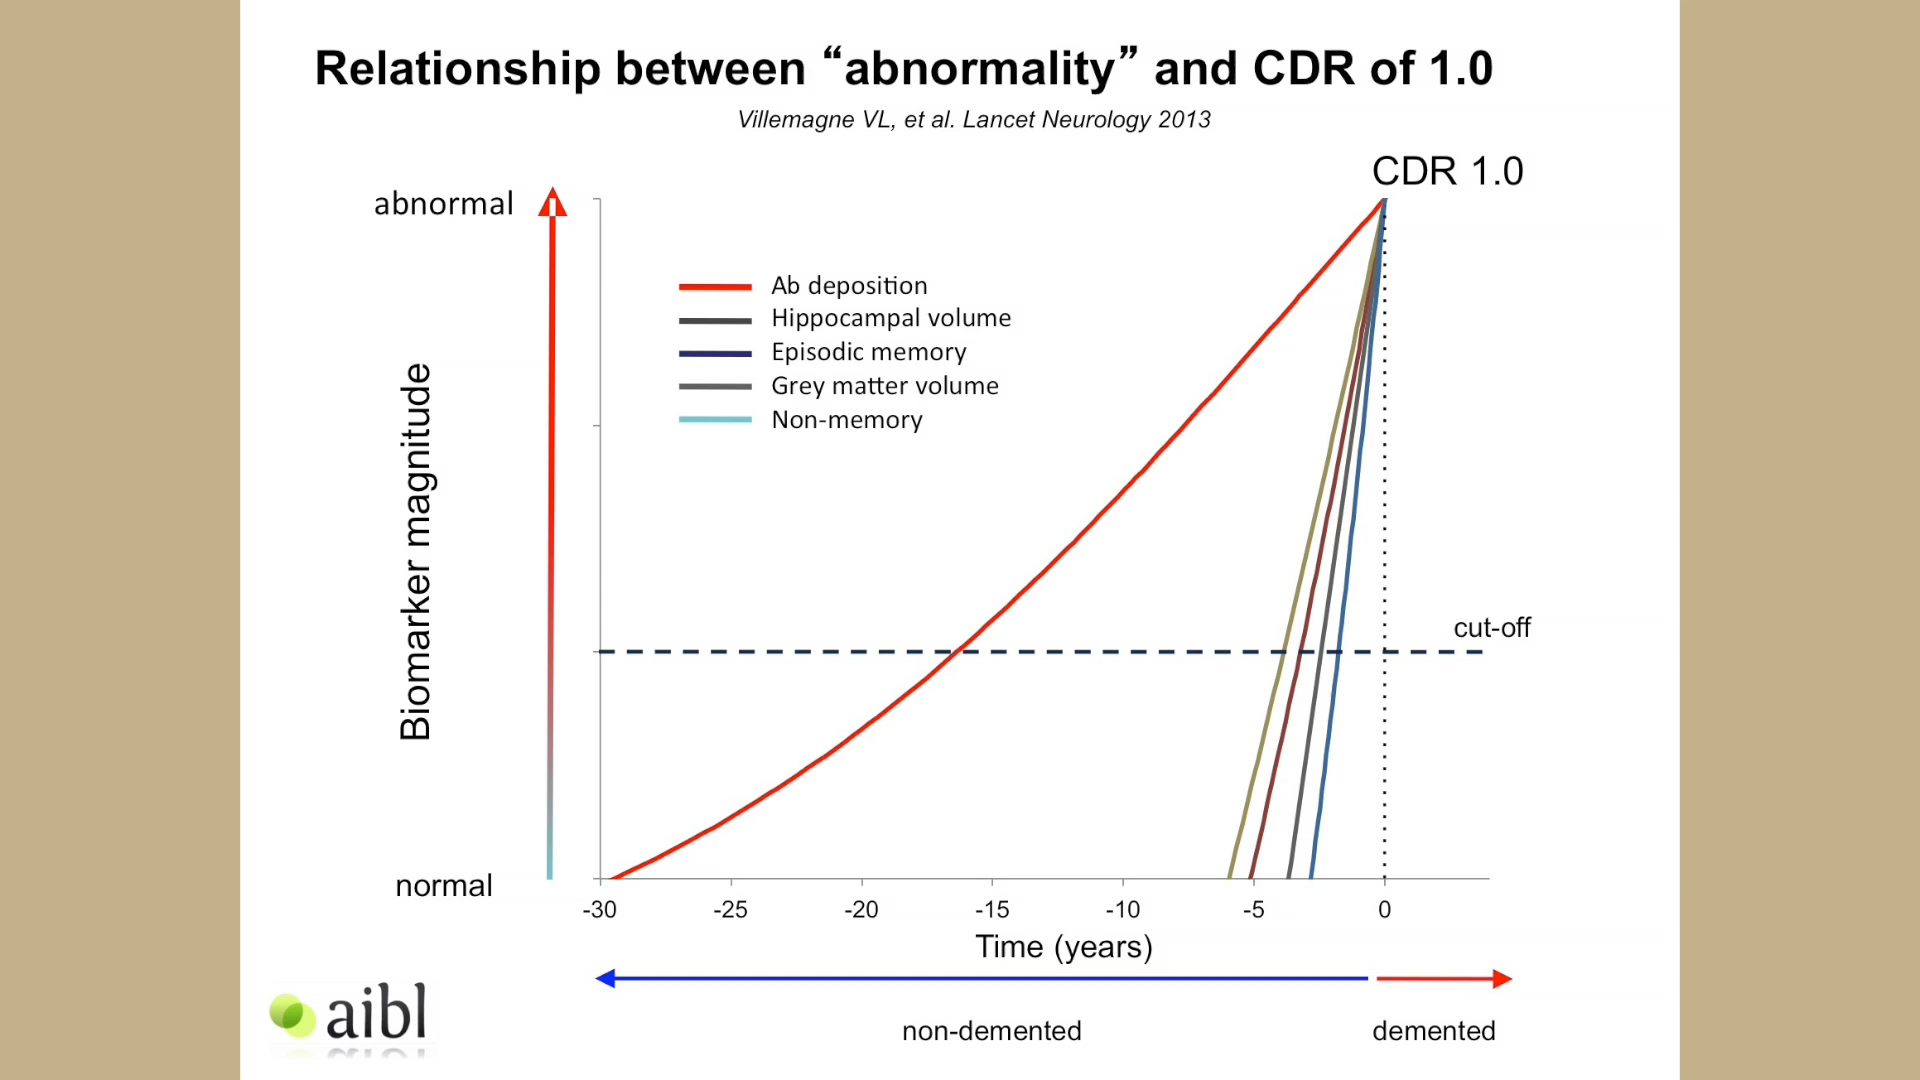 Relationship between “abnormality” and CDR of 1.0
Villemagne VL, et al. Lancet Neurology 2013
CDR 1.0
abnormal
Ab deposition
Hippocampal volume
Episodic memory
Grey matter volume
Non-memory
Biomarker magnitude
cut-off
normal
-30 -25 -20 -15 -10 -5 0
Time (years)
aibl
non-demented demented